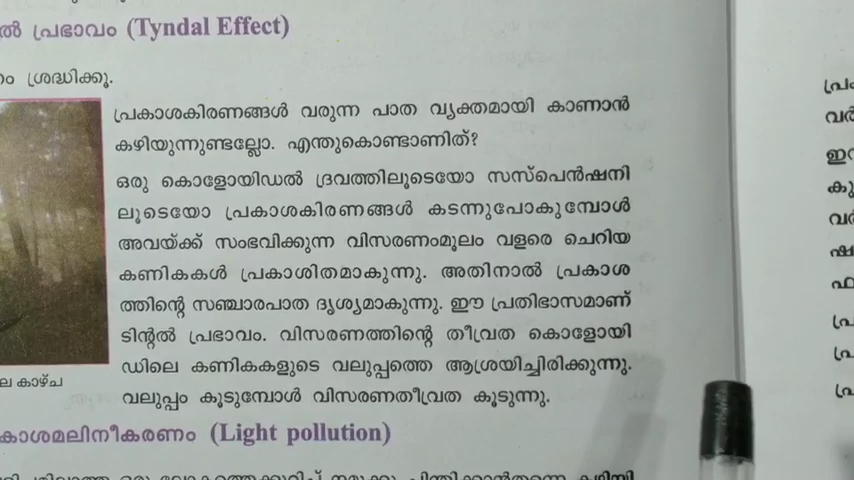 പ്രഭാവം (Tyndal Effect)
ശ്രദ്ധിക്കൂ.
പ്രകാശകിരണങ്ങൾ വരുന്ന പാത വ്യക്തമായി കാണാൻ
കഴിയുന്നുണ്ടല്ലോ. എന്തുകൊണ്ടാണിത്?
ഒരു കൊളോയിഡൽ ദ്രവത്തിലൂടെയോ സസ്പെൻഷനി
ലൂടെയോ പ്രകാശകിരണങ്ങൾ കടന്നുപോകുമ്പോൾ
അവയ്ക്ക് സംഭവിക്കുന്ന വിസരണംമൂലം വളരെ ചെറിയ
കണികകൾ പ്രകാശിതമാകുന്നു. അതിനാൽ പ്രകാശ
ത്തിന്റെ സഞ്ചാരപാത ദൃശ്യമാകുന്നു. ഈ പ്രതിഭാസമാണ്
ടിന്റൽ പ്രഭാവം. വിസരണത്തിന്റെ തീവ്രത കൊളോയി
ഡിലെ കണികകളുടെ വലുപ്പത്തെ ആശ്രയിച്ചിരിക്കുന്നു.
വലുപ്പം കൂടുമ്പോൾ വിസരണതീവ്രത കൂടുന്നു.
കാഴ്ച
കാശമലിനീകരണം (Light pollution)